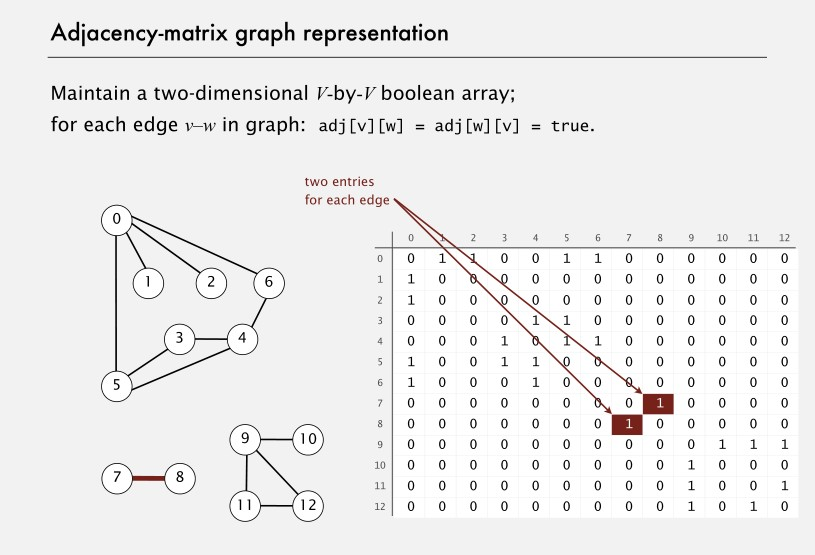 Adjacency-matrix graph representation
Maintain a two-dimensional V-by-V boolean array;
for each edge v–w in graph: adj[v][w] = adj[w][v] = true.
two entries
for each edge
0
1
2
6
3
4
5
9
10
7
8
11
12
0 1 2 3 4 5 6 7 8 9 10 11 12
0 0 1 1 0 0 1 1 0 0 0 0 0 0
1 1 0 0 0 0 0 0 0 0 0 0 0 0
2 1 0 0 0 0 0 0 0 0 0 0 0 0
3 0 0 0 0 1 1 0 0 0 0 0 0 0
4 0 0 0 1 0 1 1 0 0 0 0 0 0
5 1 0 0 1 1 0 0 0 0 0 0 0 0
6 1 0 0 0 1 0 0 0 0 0 0 0 0
7 0 0 0 0 0 0 0 0 1 0 0 0 0
8 0 0 0 0 0 0 0 1 0 0 0 0 0
9 0 0 0 0 0 0 0 0 0 0 1 1 1
10 0 0 0 0 0 0 0 0 0 1 0 0 0
11 0 0 0 0 0 0 0 0 0 1 0 0 1
12 0 0 0 0 0 0 0 0 0 1 0 1 0